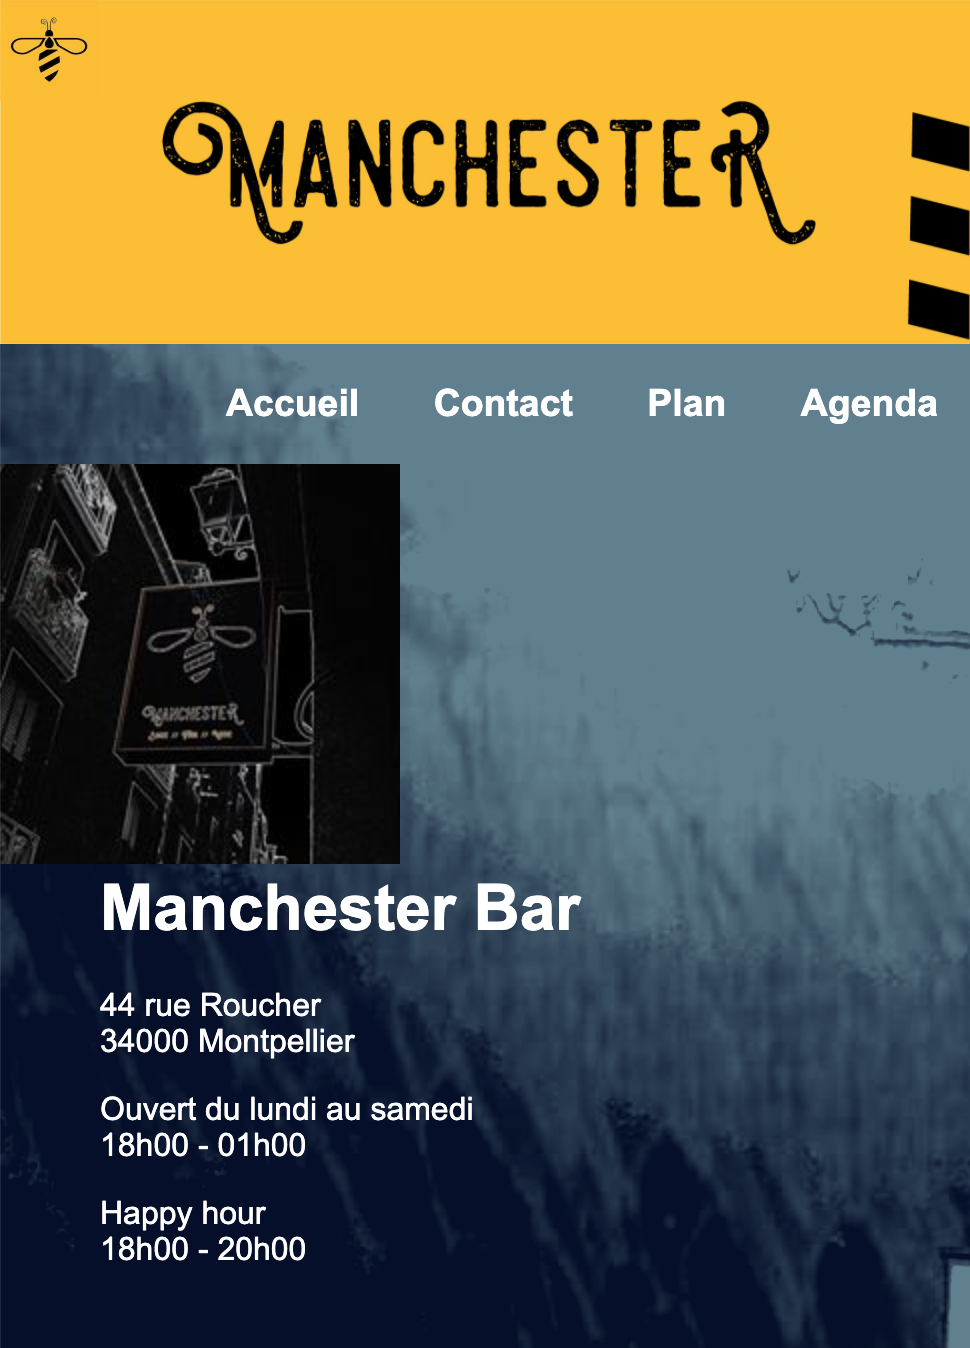 MANCHESTER
Accueil Contact Plan Agenda
MANCHESTER
Manchester Bar
44 rue Roucher
34000 Montpellier
Ouvert du lundi au samedi
18h00 - 01h00
Happy hour
18h00 - 20h00